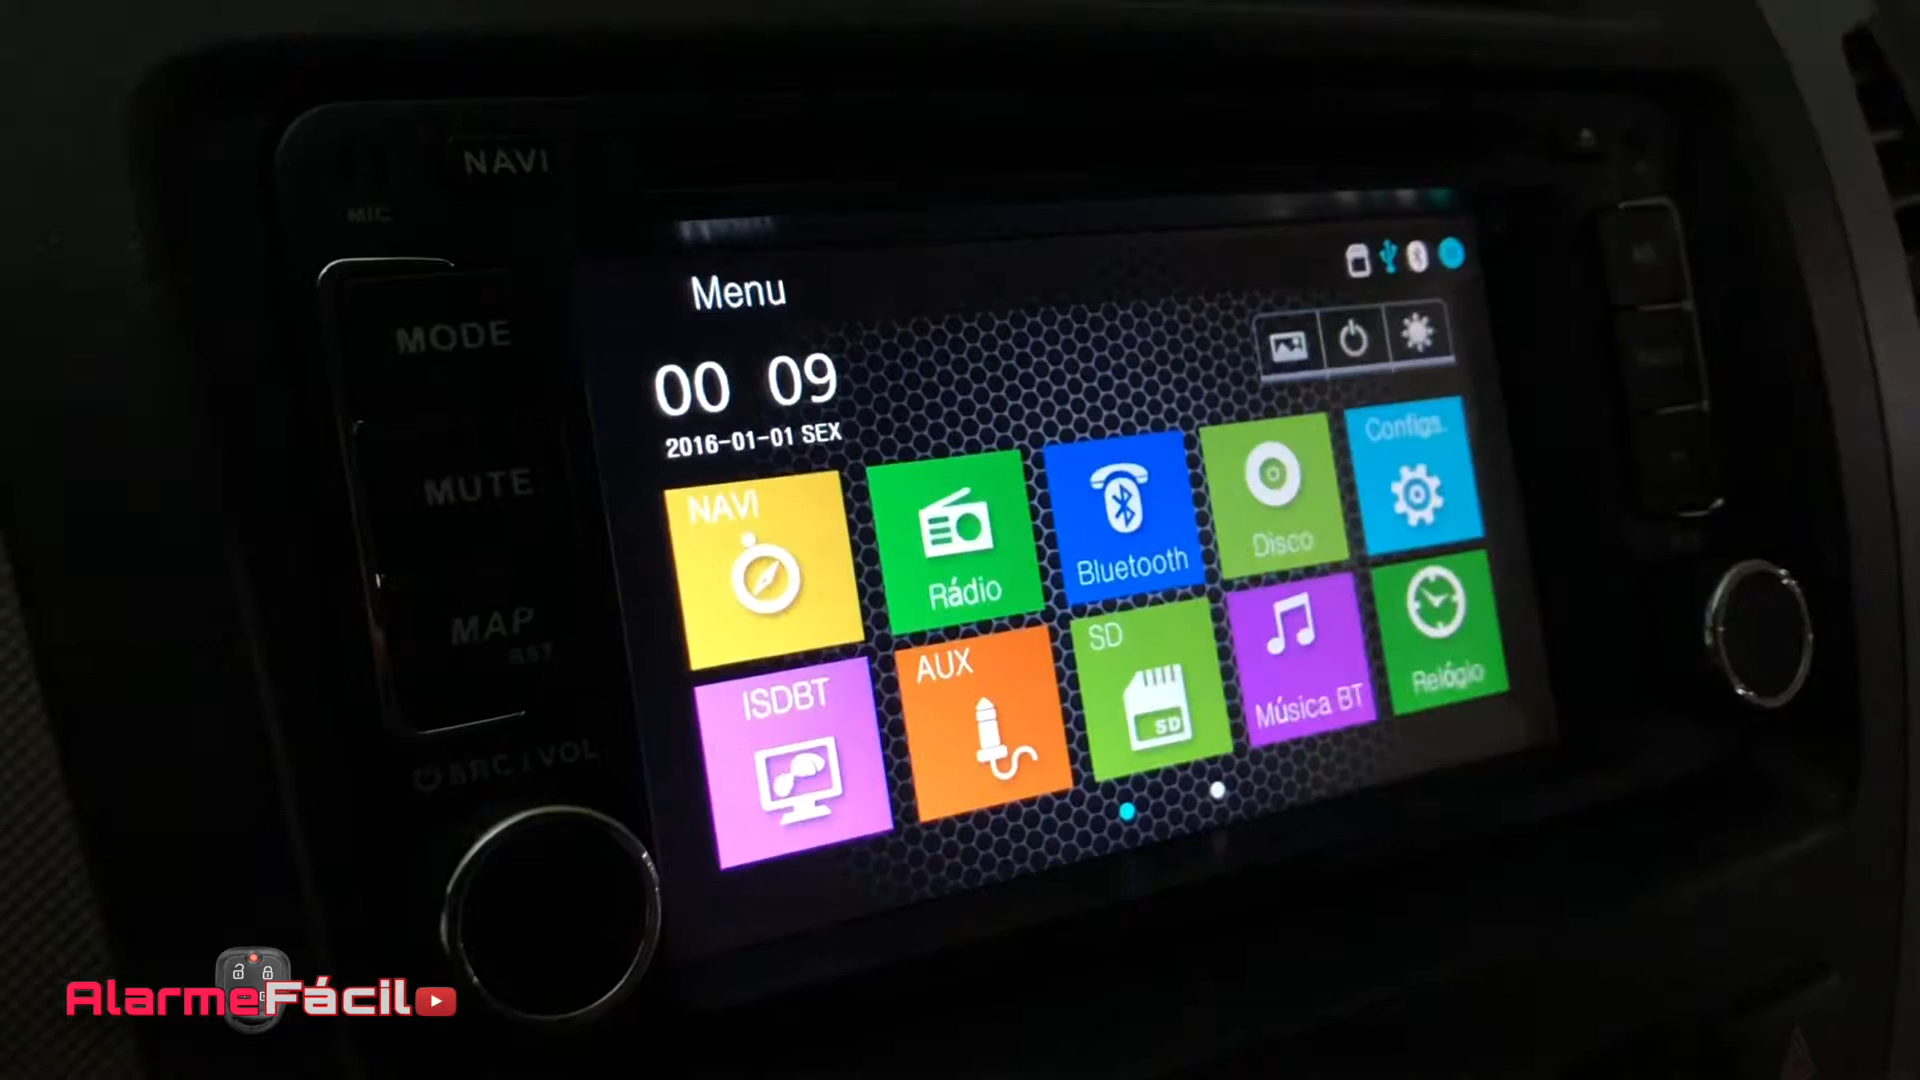 NAVI
MIC
Menu
MODE
00 09
2016-01-01 SEX
MUTE
NAVI
Rádio
Bluetooth
Disco
Configs.
MAP
RST
ISDBT
AUX
SD
SD
Música BT
Relógio
SRC / VOL
AlarmeFácil